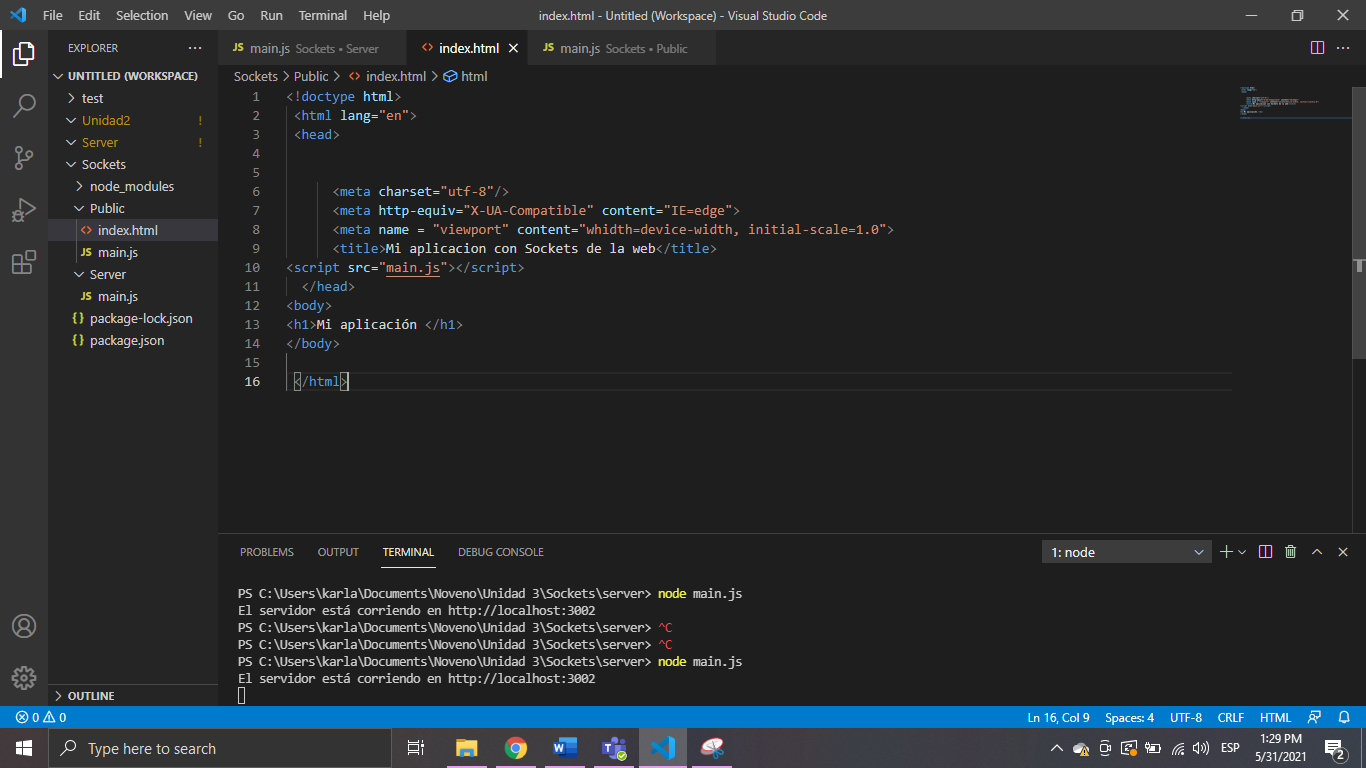 File Edit Selection View Go Run Terminal Help
index.html - Untitled (Workspace) - Visual Studio Code
EXPLORER
UNTITLED (WORKSPACE)
test
Unidad2 !
Server !
Sockets
node_modules
Public
index.html
JS main.js
Server
JS main.js
{} package-lock.json
{} package.json
OUTLINE
JS main.js Sockets • Server
<> index.html
JS main.js Sockets • Public
Sockets > Public > <> index.html > html
1 <!doctype html>
2 <html lang="en">
3 <head>
4
5
6 <meta charset="utf-8"/>
7 <meta http-equiv="X-UA-Compatible" content="IE=edge">
8 <meta name = "viewport" content="whidth=device-width, initial-scale=1.0">
9 <title>Mi aplicacion con Sockets de la web</title>
10 <script src="main.js"></script>
11 </head>
12 <body>
13 <h1>Mi aplicación </h1>
14 </body>
15
16 </html>
PROBLEMS OUTPUT TERMINAL DEBUG CONSOLE
1: node
PS C:\Users\karla\Documents\Noveno\Unidad 3\Sockets\server> node main.js
El servidor está corriendo en http://localhost:3002
PS C:\Users\karla\Documents\Noveno\Unidad 3\Sockets\server> ^C
PS C:\Users\karla\Documents\Noveno\Unidad 3\Sockets\server> ^C
PS C:\Users\karla\Documents\Noveno\Unidad 3\Sockets\server> node main.js
El servidor está corriendo en http://localhost:3002
0 0
Ln 16, Col 9 Spaces: 4 UTF-8 CRLF HTML
Type here to search
ESP
1:29 PM
5/31/2021
2